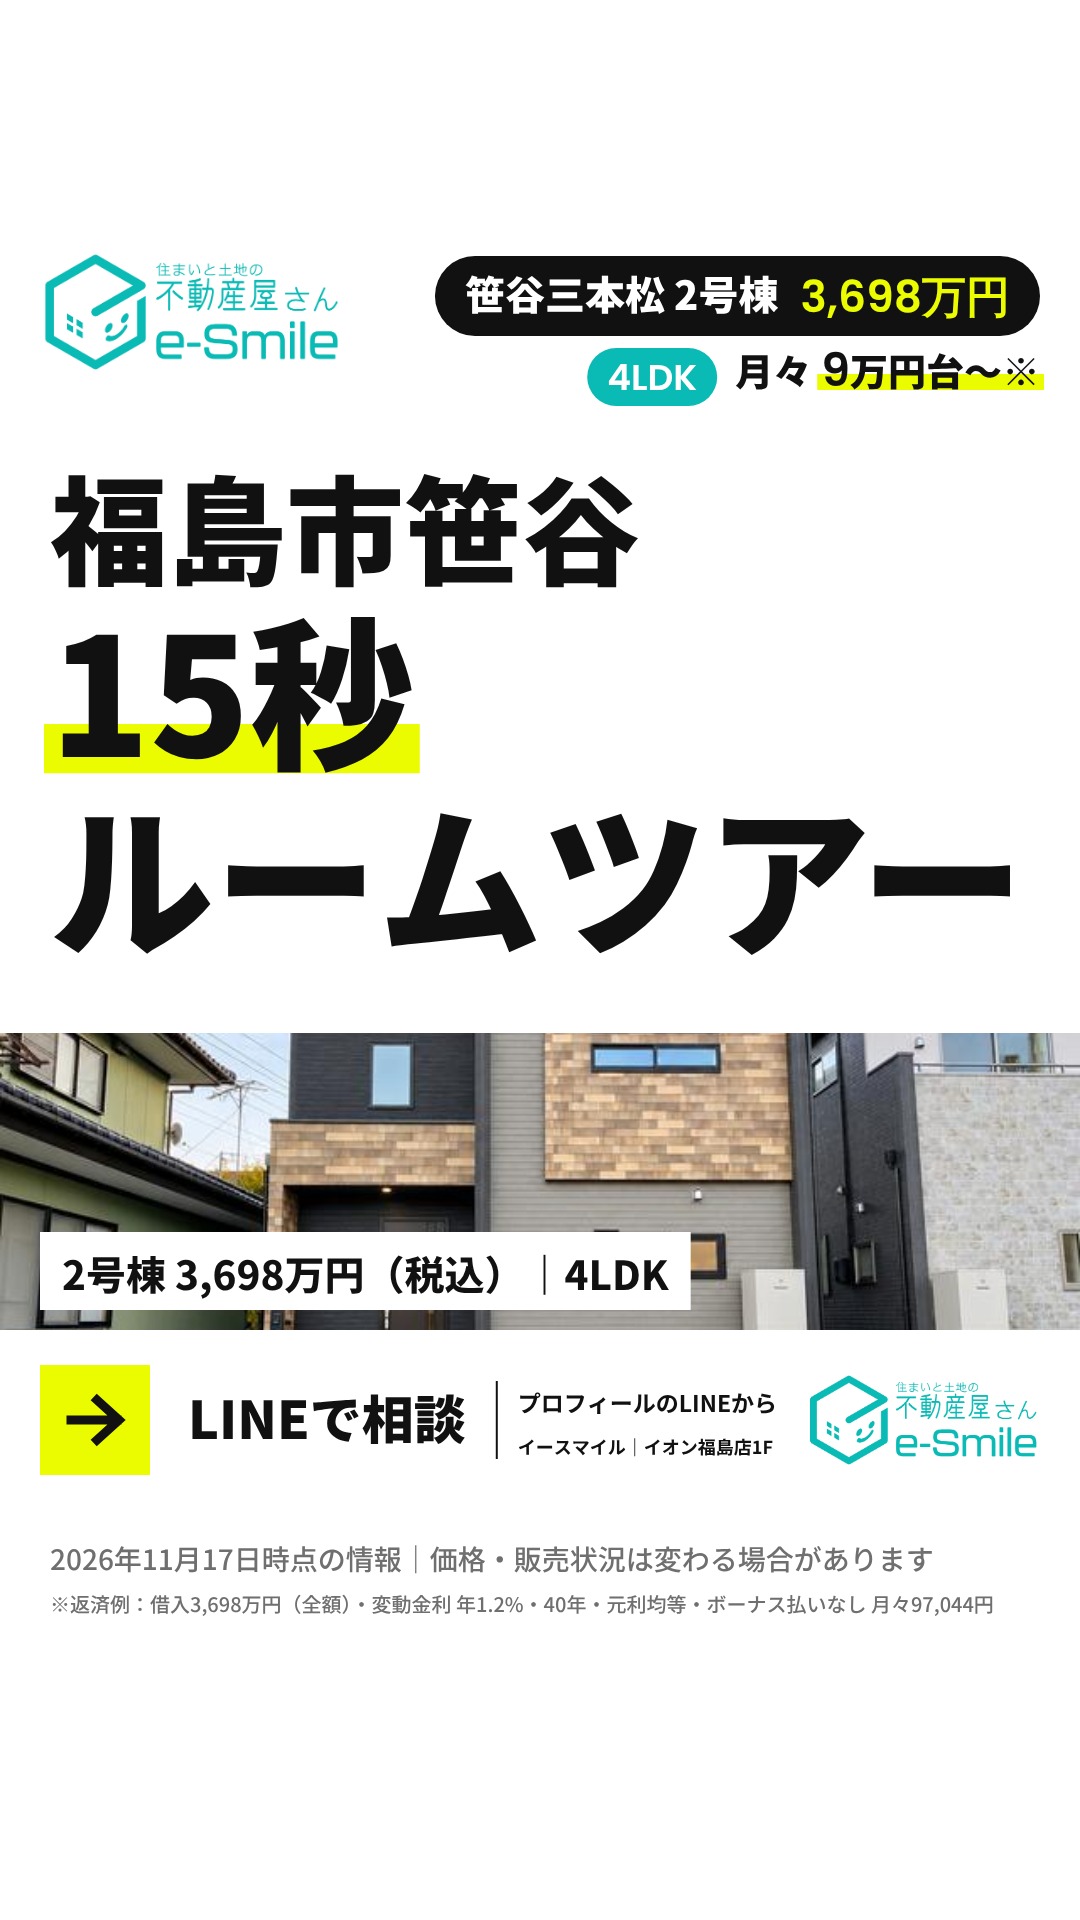 住まいと土地の
不動産屋さん
e-Smile
笹谷三本松 2号棟 3,698万円
4LDK 月々 9万円台〜※
福島市笹谷
15秒
ルームツアー
2号棟 3,698万円（税込）｜4LDK
LINEで相談
プロフィールのLINEから
イースマイル｜イオン福島店1F
住まいと土地の
不動産屋さん
e-Smile
2026年11月17日時点の情報｜価格・販売状況は変わる場合があります
※返済例：借入3,698万円（全額）・変動金利 年1.2%・40年・元利均等・ボーナス払いなし 月々97,044円